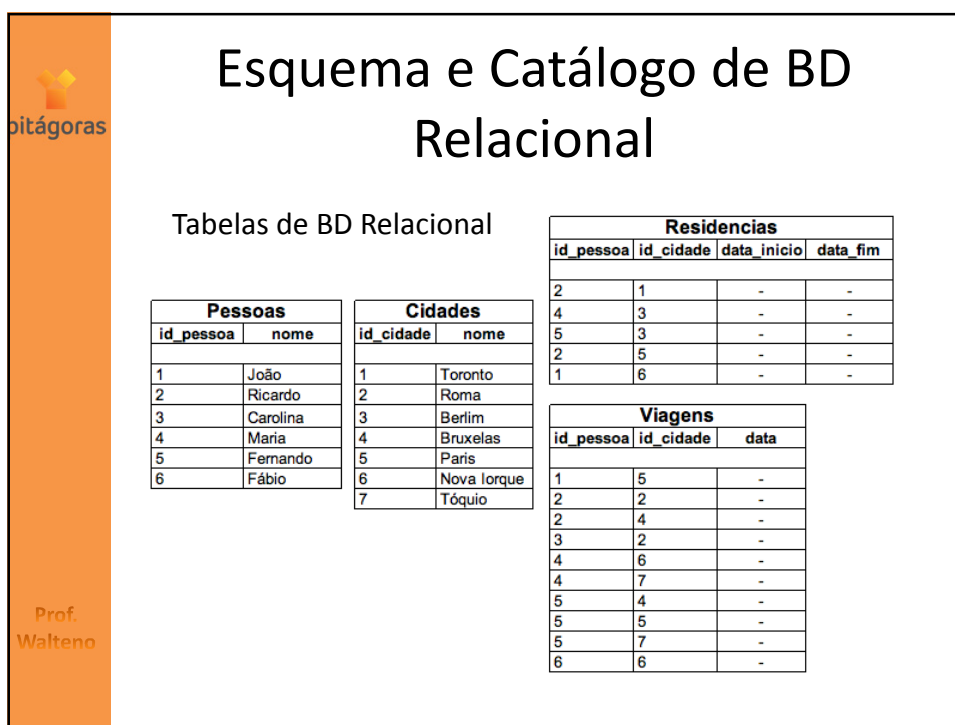 Esquema e Catálogo de BD
Relacional
pitágoras
Tabelas de BD Relacional
Pessoas
id_pessoa nome
1 João
2 Ricardo
3 Carolina
4 Maria
5 Fernando
6 Fábio
Cidades
id_cidade nome
1 Toronto
2 Roma
3 Berlim
4 Bruxelas
5 Paris
6 Nova Iorque
7 Tóquio
Residencias
id_pessoa id_cidade data_inicio data_fim
2 1 - -
4 3 - -
5 3 - -
2 5 - -
1 6 - -
Viagens
id_pessoa id_cidade data
1 5 -
2 2 -
2 4 -
3 2 -
4 6 -
4 7 -
5 4 -
5 5 -
5 7 -
6 6 -
Prof.
Walteno